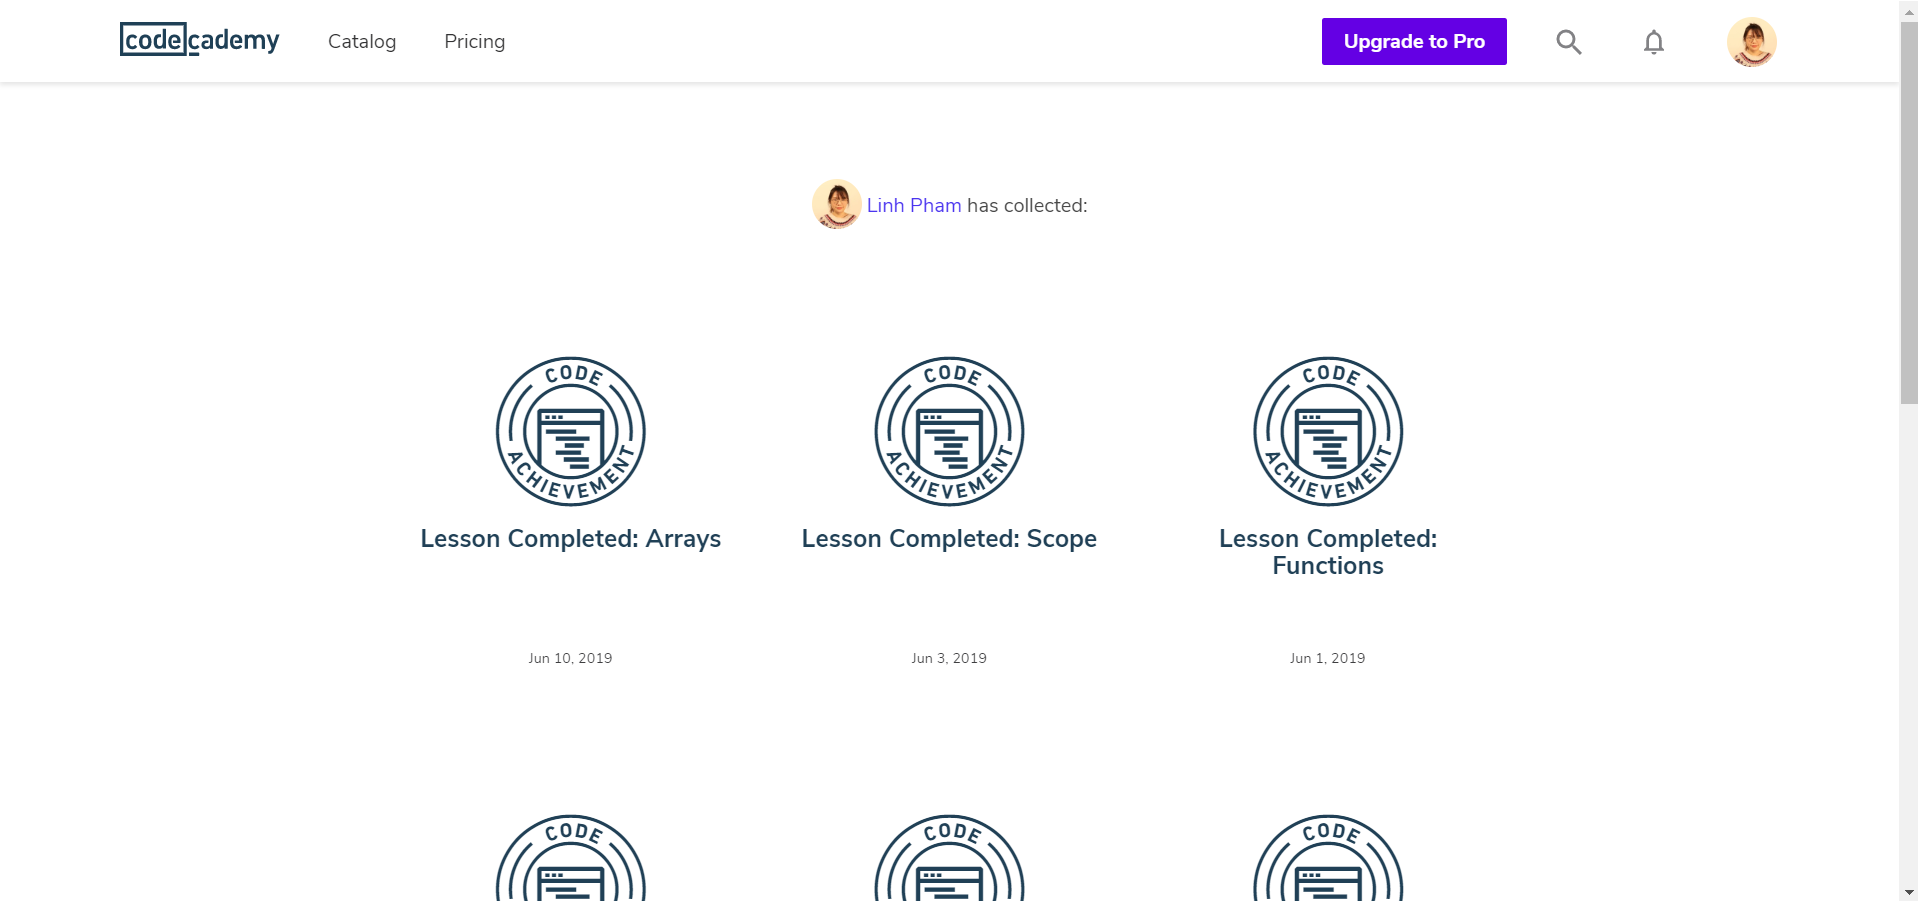 codecademy Catalog Pricing Upgrade to Pro
Linh Pham has collected:
CODE ACHIEVEMENT
CODE ACHIEVEMENT
CODE ACHIEVEMENT
Lesson Completed: Arrays
Lesson Completed: Scope
Lesson Completed:
Functions
Jun 10, 2019
Jun 3, 2019
Jun 1, 2019
CODE
CODE
CODE